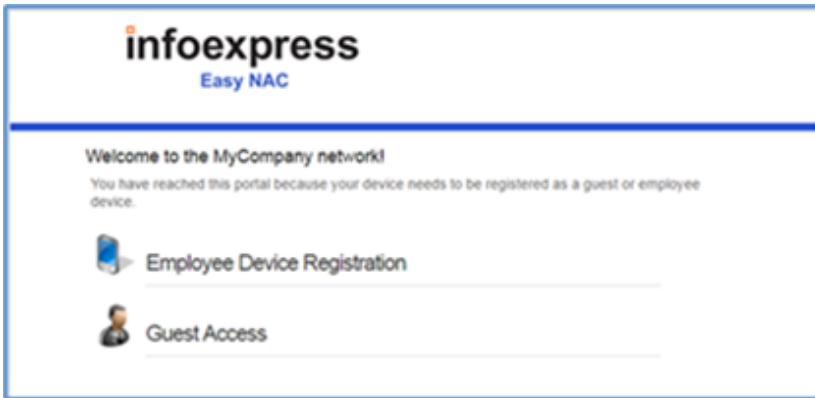 infoexpress
Easy NAC
Welcome to the MyCompany network!
You have reached this portal because your device needs to be registered as a guest or employee
device.
Employee Device Registration
Guest Access